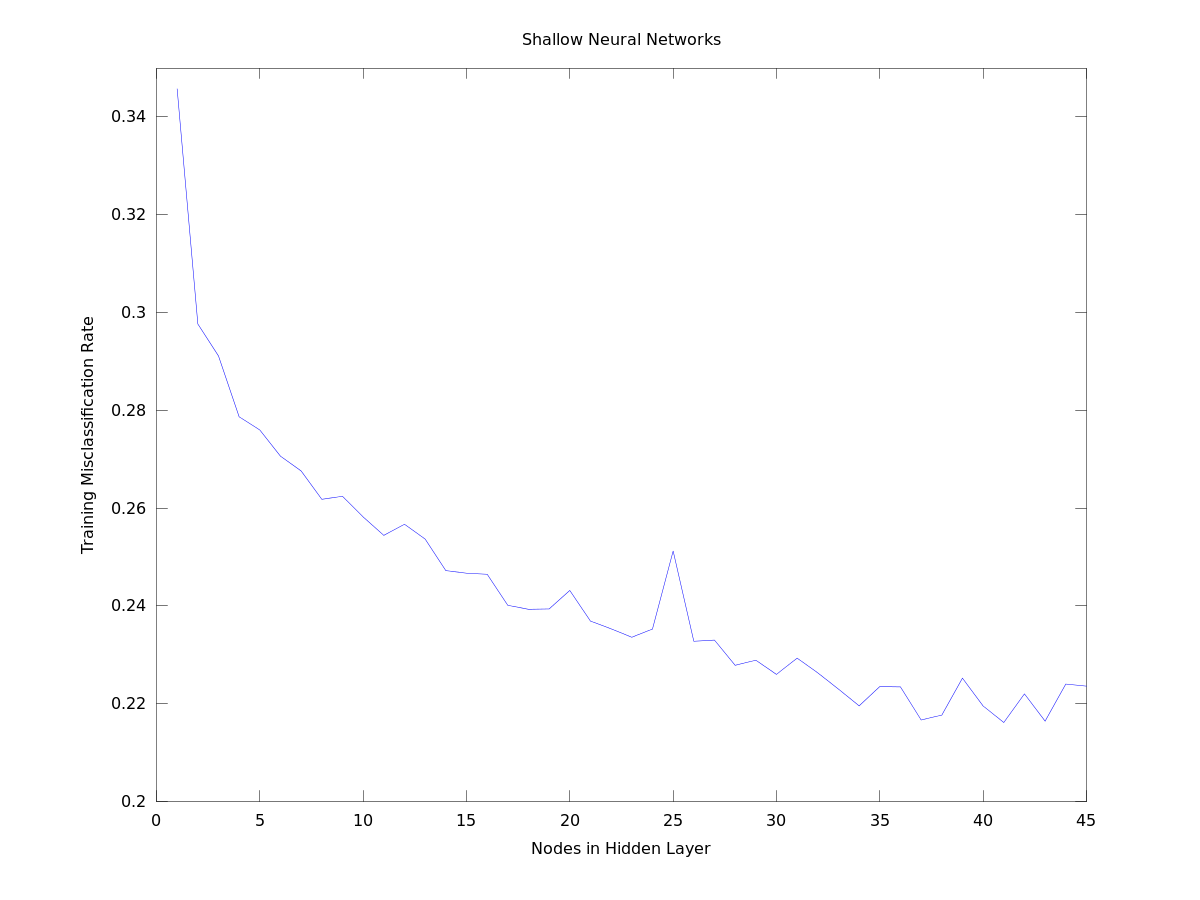 Shallow Neural Networks
0.34
0.32
0.3
0.28
0.26
0.24
0.22
0.2
Training Misclassification Rate
0 5 10 15 20 25 30 35 40 45
Nodes in Hidden Layer